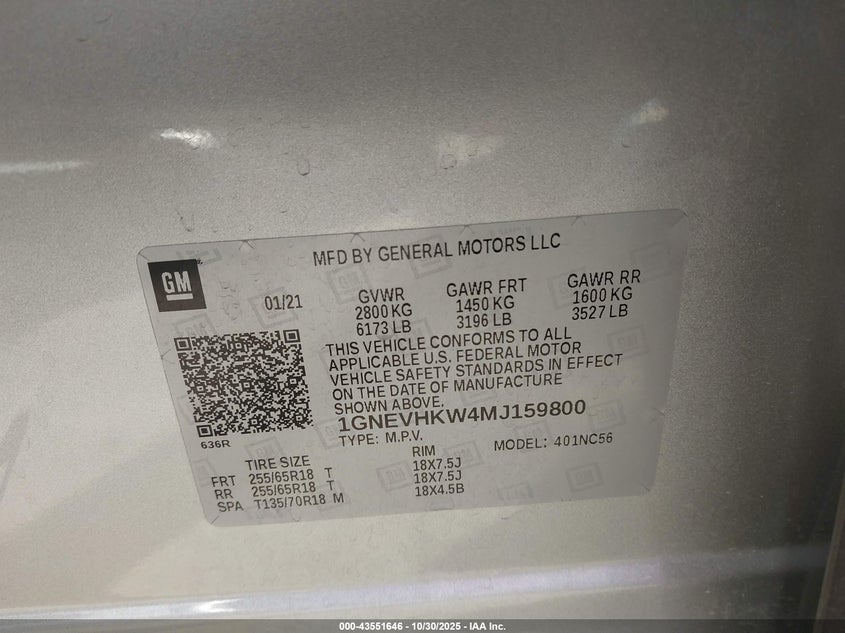 MFD BY GENERAL MOTORS LLC
GM
01/21
GVWR
2800 KG
6173 LB
GAWR FRT
1450 KG
3196 LB
GAWR RR
1600 KG
3527 LB
THIS VEHICLE CONFORMS TO ALL
APPLICABLE U.S. FEDERAL MOTOR
VEHICLE SAFETY STANDARDS IN EFFECT
ON THE DATE OF MANUFACTURE
SHOWN ABOVE.
1GNEVHKW4MJ159800
636R
TYPE: M.P.V.
MODEL: 401NC56
TIRE SIZE RIM
FRT 255/65R18 T 18X7.5J
RR 255/65R18 T 18X7.5J
SPA T135/70R18 M 18X4.5B
000-43551646 - 10/30/2025 - IAA Inc.